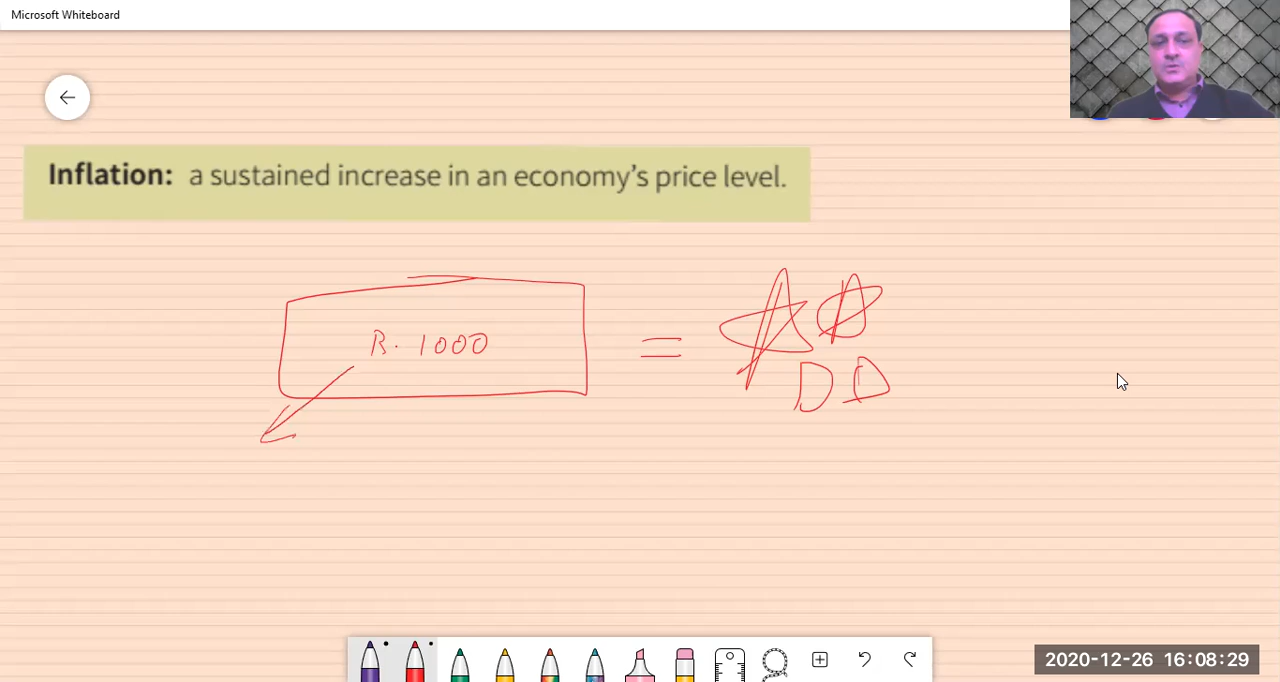 Microsoft Whiteboard
Inflation: a sustained increase in an economy's price level.
R. 1000 =
D D
2020-12-26 16:08:29